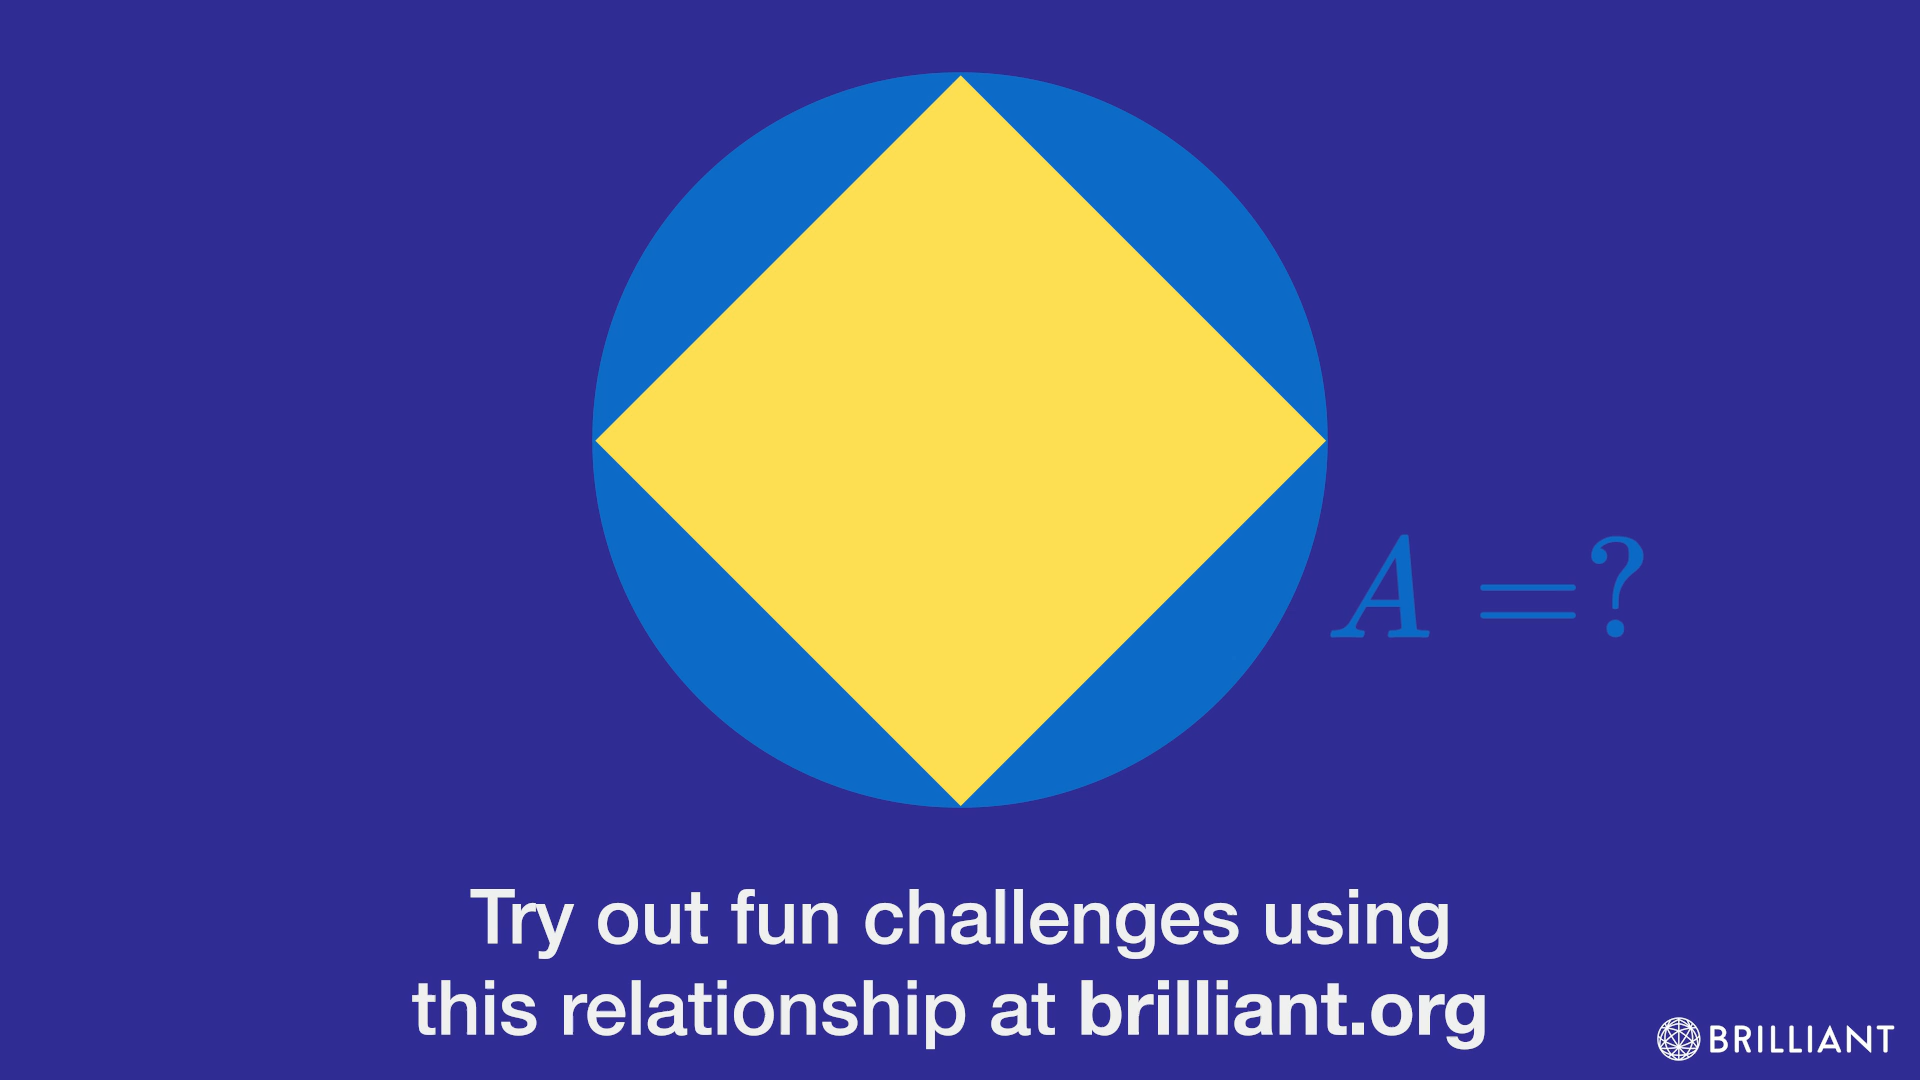 A =?
Try out fun challenges using
this relationship at brilliant.org
BRILLIANT